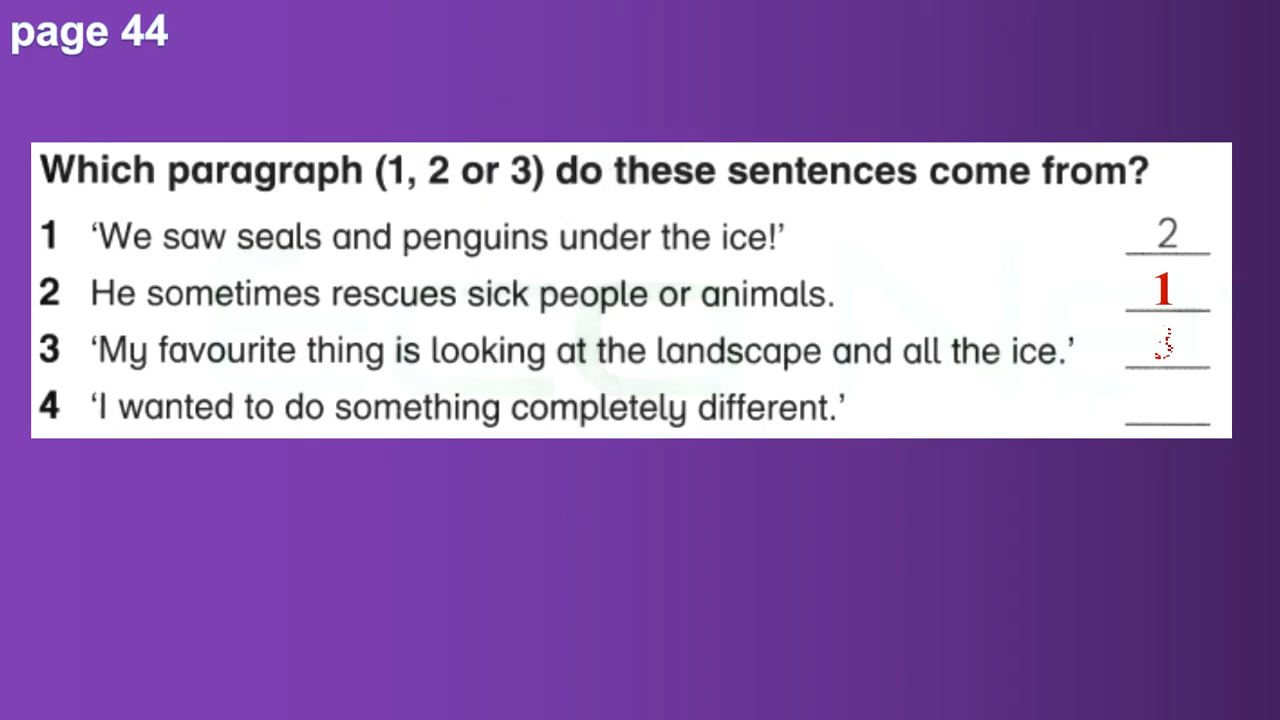 page 44
Which paragraph (1, 2 or 3) do these sentences come from?
1 ‘We saw seals and penguins under the ice!’ 2
2 He sometimes rescues sick people or animals. 1
3 ‘My favourite thing is looking at the landscape and all the ice.’ 3
4 ‘I wanted to do something completely different.’